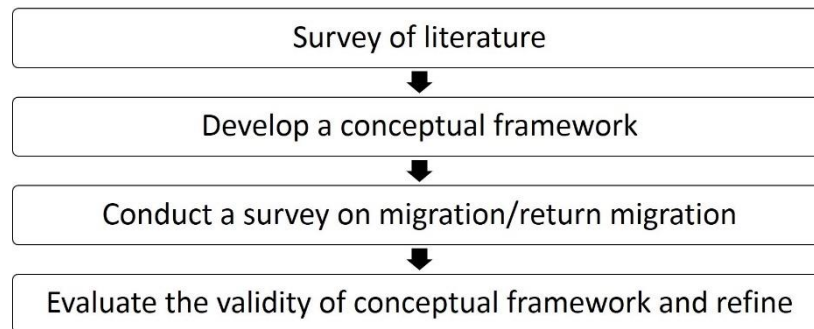 Survey of literature
Develop a conceptual framework
Conduct a survey on migration/return migration
Evaluate the validity of conceptual framework and refine